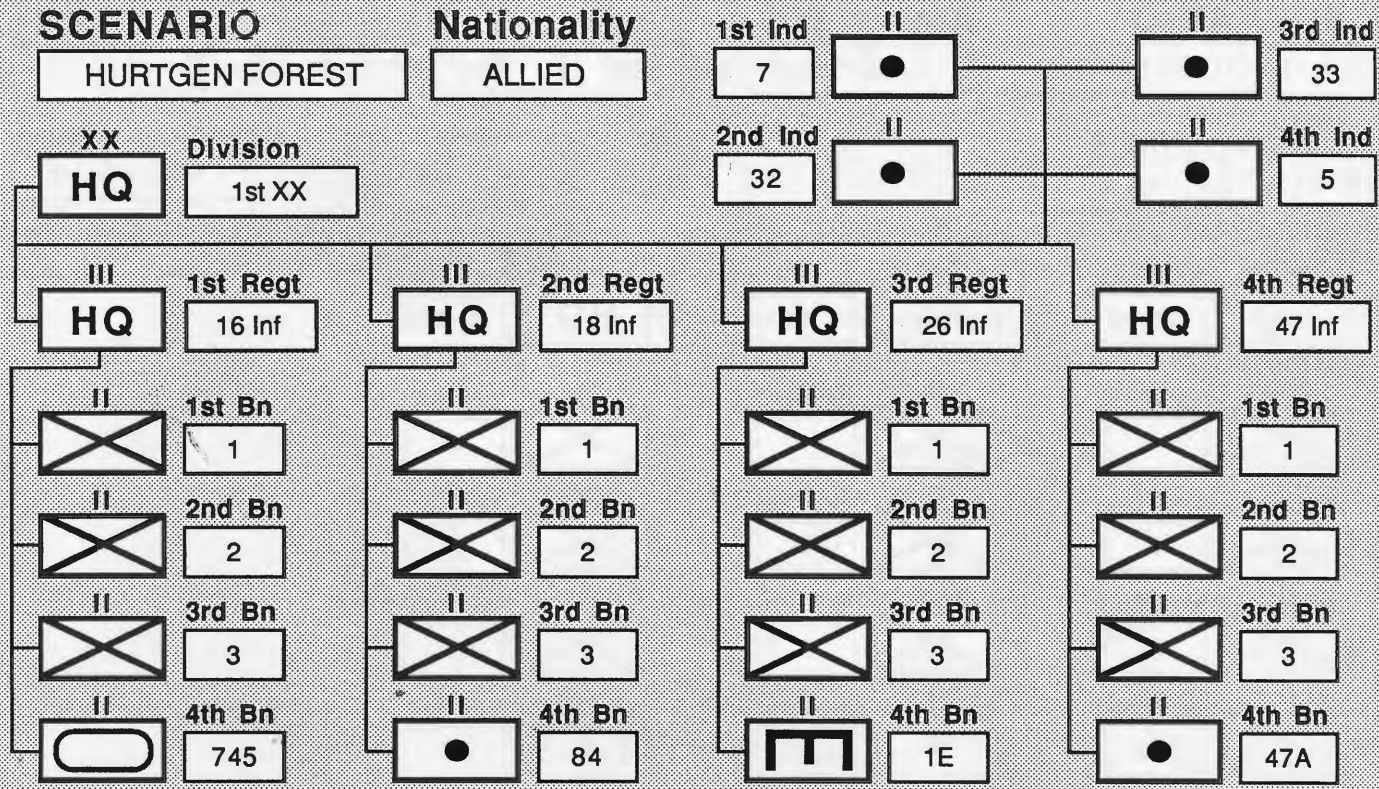 SCENARIO Nationality
HURTGEN FOREST ALLIED
1st Ind II II 3rd Ind
7 33
2nd Ind II II 4th Ind
32 5
XX Division
HQ 1st XX
III 1st Regt III 2nd Regt III 3rd Regt III 4th Regt
HQ 16 Inf HQ 18 Inf HQ 26 Inf HQ 47 Inf
II 1st Bn II 1st Bn II 1st Bn II 1st Bn
1 1 1 1
II 2nd Bn II 2nd Bn II 2nd Bn II 2nd Bn
2 2 2 2
II 3rd Bn II 3rd Bn II 3rd Bn II 3rd Bn
3 3 3 3
II 4th Bn II 4th Bn II 4th Bn II 4th Bn
745 84 1E 47A